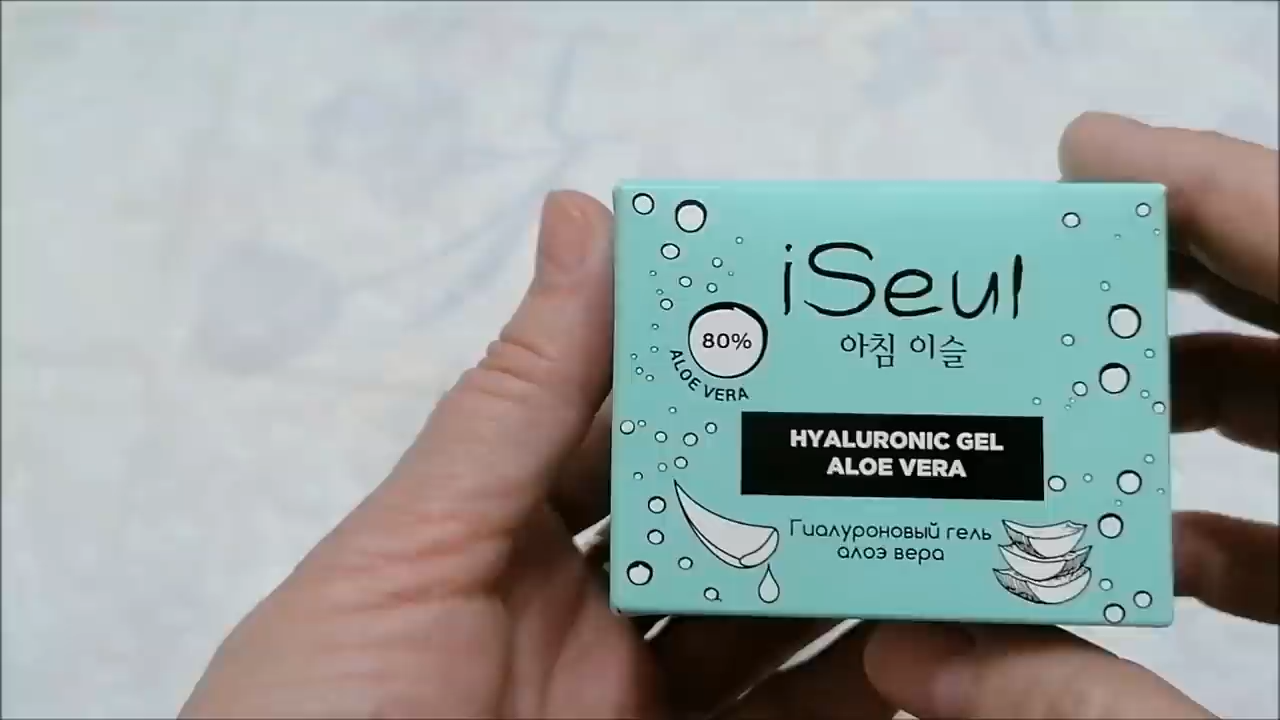 iSeul
아침 이슬
80%
ALOE VERA
HYALURONIC GEL
ALOE VERA
Гиалуроновый гель
алоэ вера